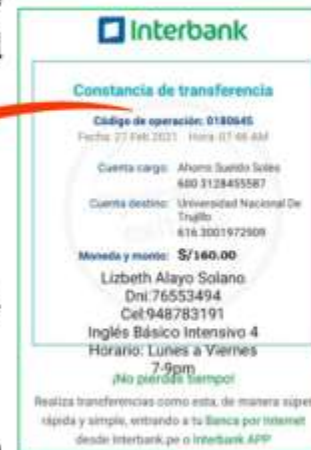 Interbank
Constancia de transferencia
Código de operación: 0180645
Fecha: 27 Feb 2021 Hora: 07:46 AM
Cuenta cargo: Ahorro Sueldo Soles
600 3128455587
Cuenta destino: Universidad Nacional De
Trujillo
616 3001972509
Moneda y monto: S/160.00
Lizbeth Alayo Solano
Dni:76553494
Cel:948783191
Inglés Básico Intensivo 4
Horario: Lunes a Viernes
7-9pm
¡No pierdas tiempo!
Realiza transferencias como esta, de manera súper
rápida y simple, entrando a tu Banca por Internet
desde Interbank.pe o Interbank APP